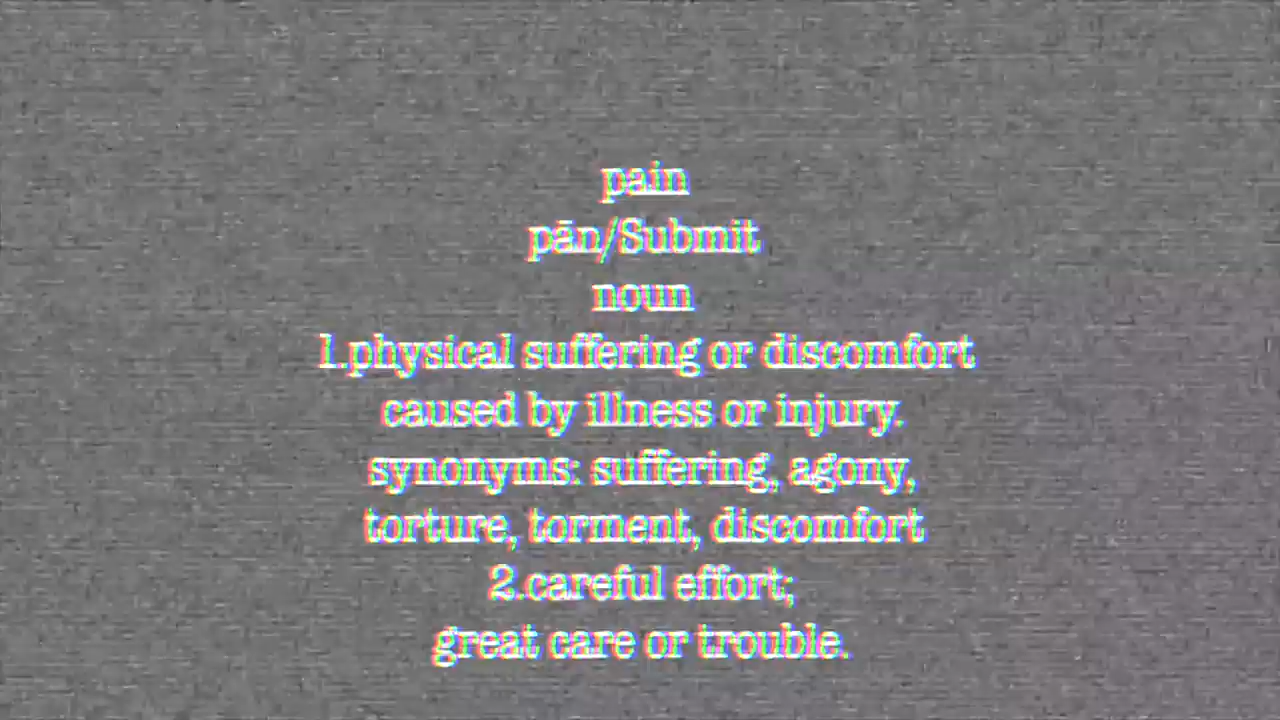 pain
pān/Submit
noun
1.physical suffering or discomfort
caused by illness or injury.
synonyms: suffering, agony,
torture, torment, discomfort
2.careful effort;
great care or trouble.